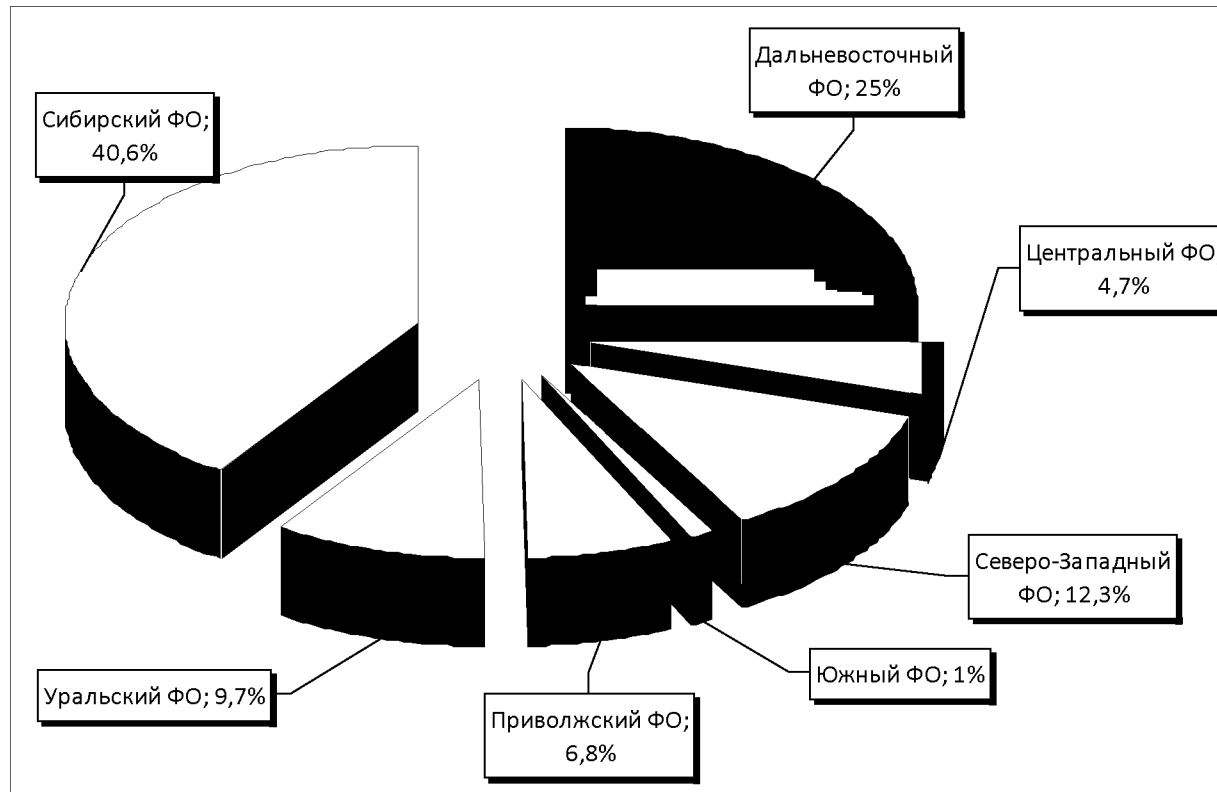 Дальневосточный
ФО; 25%
Сибирский ФО;
40,6%
Центральный ФО
4,7%
Северо-Западный
ФО; 12,3%
Южный ФО; 1%
Уральский ФО; 9,7%
Приволжский ФО;
6,8%